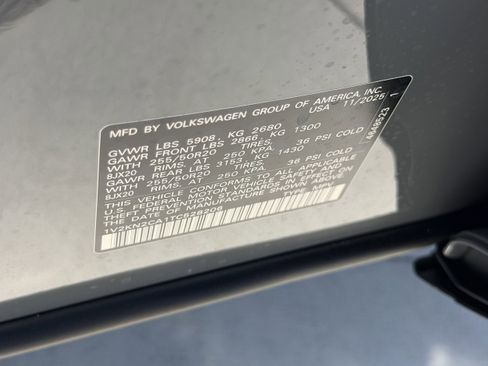 MFD BY VOLKSWAGEN GROUP OF AMERICA, INC.
USA 11/2025
GVWR LBS 5908, KG 2680
GAWR FRONT LBS 2866, KG 1300
WITH 255/50R20 TIRES,
8JX20 RIMS, AT 250 KPA, 36 PSI COLD
GAWR REAR LBS 3153, KG 1430
WITH 255/50R20 TIRES,
8JX20 RIMS, AT 250 KPA, 36 PSI COLD
THIS VEHICLE CONFORMS TO ALL APPLICABLE
U.S. FEDERAL MOTOR VEHICLE SAFETY AND
THEFT PREVENTION STANDARDS IN EFFECT ON
THE DATE OF MANUFACTURE SHOWN ABOVE
TYPE: MPV